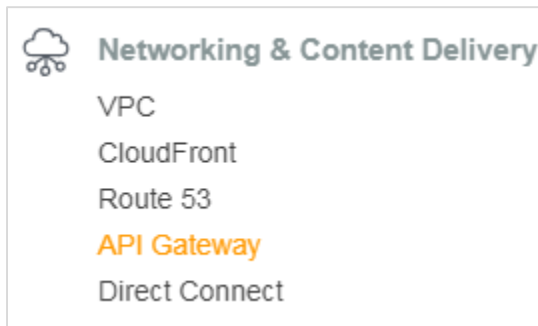 Networking & Content Delivery
VPC
CloudFront
Route 53
API Gateway
Direct Connect